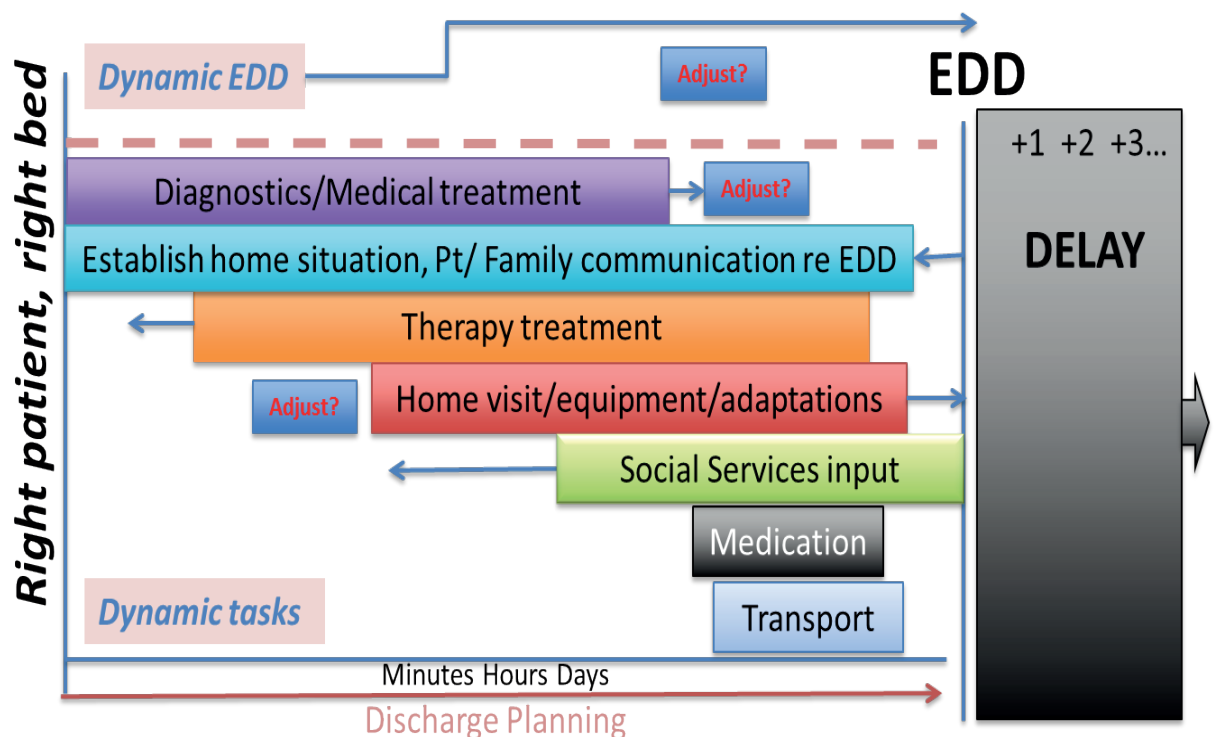 Right patient, right bed
Dynamic EDD
Adjust?
EDD
+1 +2 +3...
DELAY
Diagnostics/Medical treatment
Adjust?
Establish home situation, Pt/ Family communication re EDD
Therapy treatment
Adjust?
Home visit/equipment/adaptations
Social Services input
Medication
Dynamic tasks
Transport
Minutes Hours Days
Discharge Planning